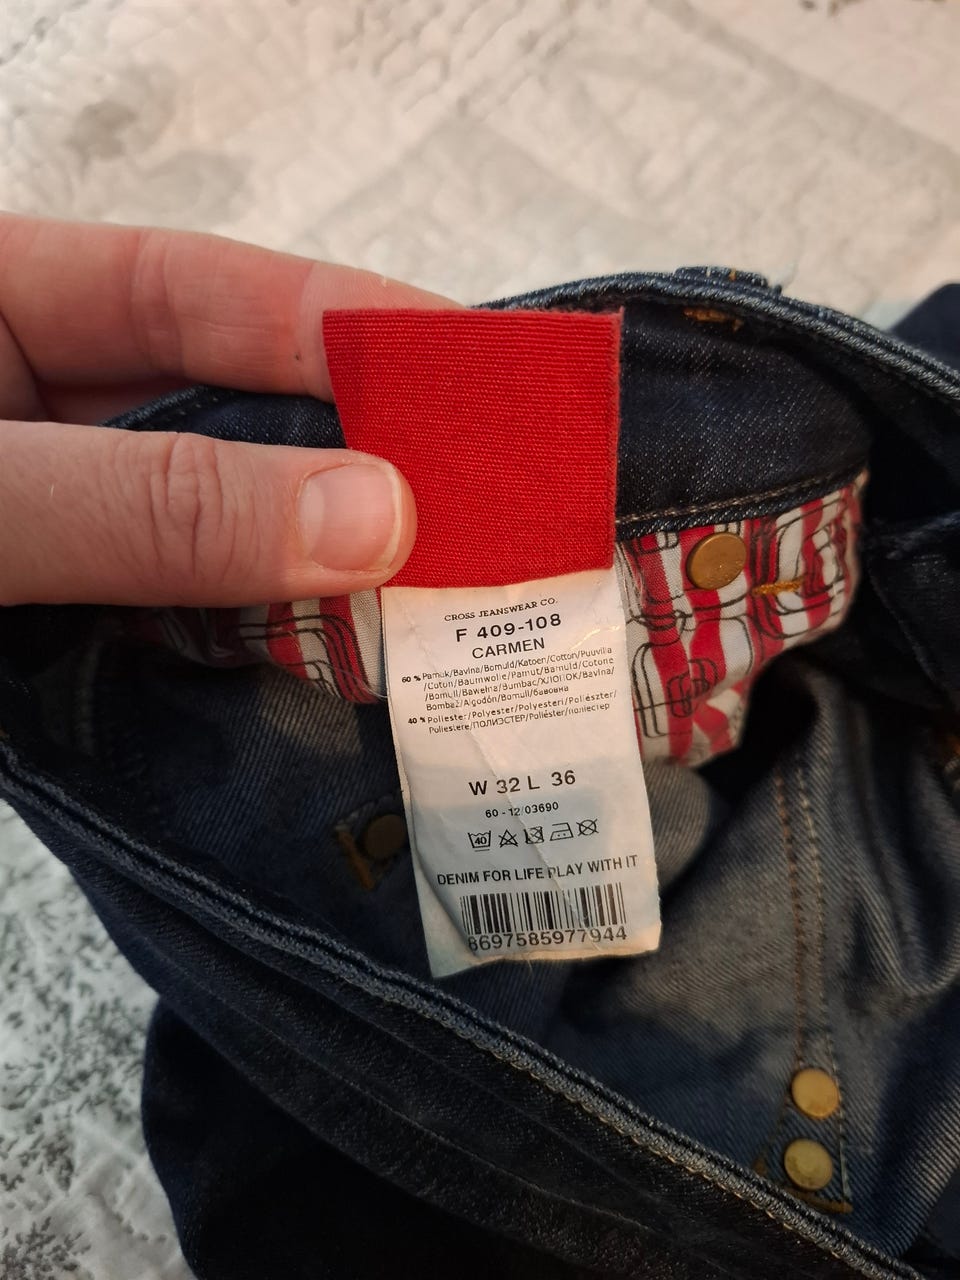 CROSS JEANSWEAR CO.
F 409-108
CARMEN
60 % Pamuk/Bavlna/Bomuld/Katoen/Cotton/Puuvilla
/Coton/Baumwolle/Pamut/Bamuld/Cotone
/Bomull/Bawełna/Bumbac/ХЛОПОК/Bavlna/
Bombaž/Algodón/Bomull/бавовна
40 % Poliester/Polyester/Polyesteri/Poliészter/
Poliestere/ПОЛИЭСТЕР/Poliéster/поліестер
W 32 L 36
60 - 12/03690
40
DENIM FOR LIFE PLAY WITH IT
8697585977944